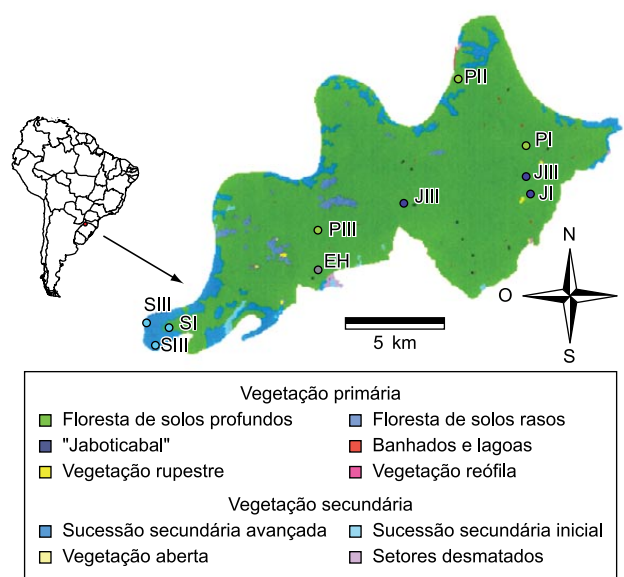 PII
PI
JIII
JI
JIII
PIII
EH
SIII
SI
SIII
N
O
S
5 km
Vegetação primária
Floresta de solos profundos
Floresta de solos rasos
"Jaboticabal"
Banhados e lagoas
Vegetação rupestre
Vegetação reófila
Vegetação secundária
Sucessão secundária avançada
Sucessão secundária inicial
Vegetação aberta
Setores desmatados